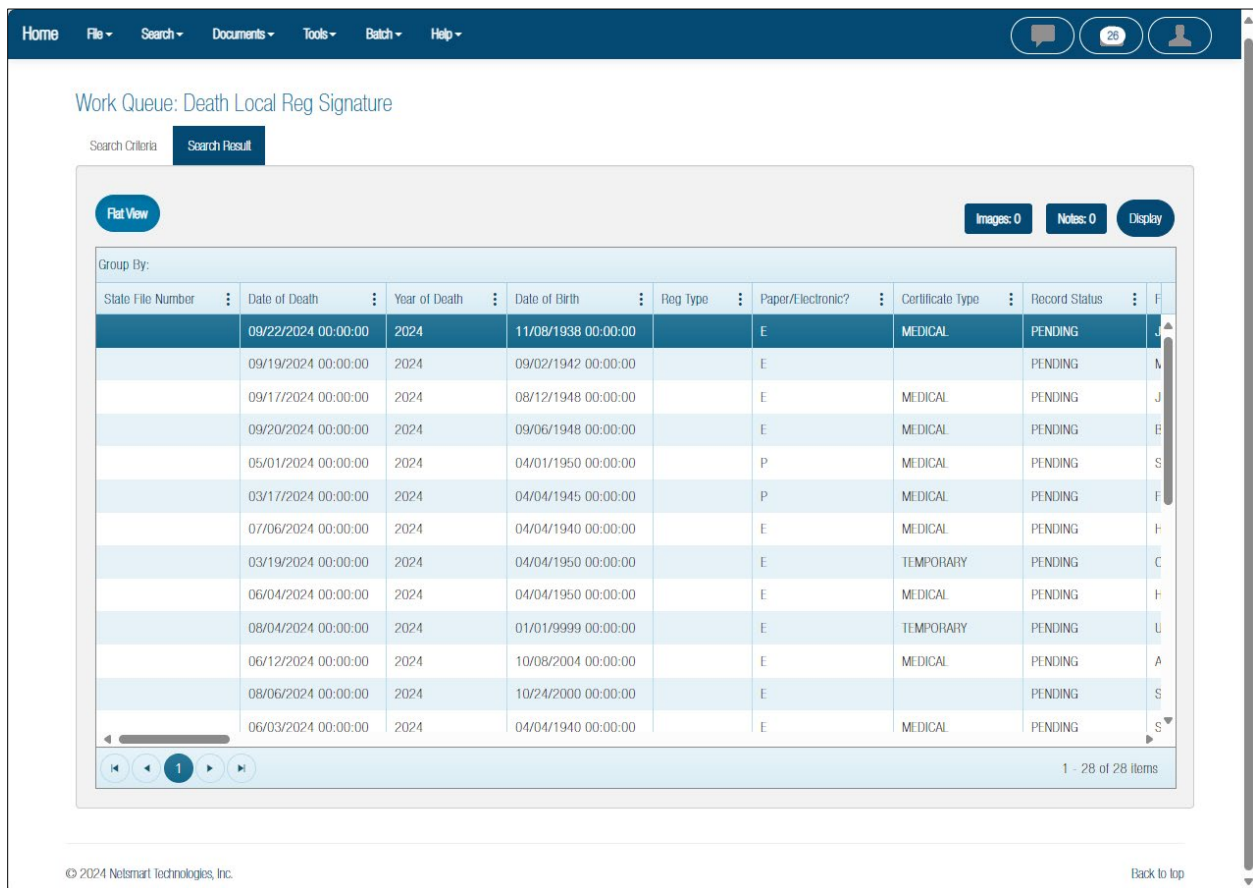 Home File Search Documents Tools Batch Help 26
Work Queue: Death Local Reg Signature
Search Criteria Search Result
Flat View Images: 0 Notes: 0 Display
Group By:
State File Number Date of Death Year of Death Date of Birth Reg Type Paper/Electronic? Certificate Type Record Status F
09/22/2024 00:00:00 2024 11/08/1938 00:00:00 E MEDICAL PENDING J
09/19/2024 00:00:00 2024 09/02/1942 00:00:00 E PENDING M
09/17/2024 00:00:00 2024 08/12/1948 00:00:00 E MEDICAL PENDING J
09/20/2024 00:00:00 2024 09/06/1948 00:00:00 E MEDICAL PENDING
05/01/2024 00:00:00 2024 04/01/1950 00:00:00 P MEDICAL PENDING S
03/17/2024 00:00:00 2024 04/04/1945 00:00:00 P MEDICAL PENDING
07/06/2024 00:00:00 2024 04/04/1940 00:00:00 E MEDICAL PENDING H
03/19/2024 00:00:00 2024 04/04/1950 00:00:00 E TEMPORARY PENDING
06/04/2024 00:00:00 2024 04/04/1950 00:00:00 E MEDICAL PENDING H
08/04/2024 00:00:00 2024 01/01/9999 00:00:00 E TEMPORARY PENDING U
06/12/2024 00:00:00 2024 10/08/2004 00:00:00 E MEDICAL PENDING A
08/06/2024 00:00:00 2024 10/24/2000 00:00:00 E PENDING S
06/03/2024 00:00:00 2024 04/04/1940 00:00:00 E MEDICAL PENDING S
1 1 - 28 of 28 items
© 2024 Netsmart Technologies, Inc. Back to top